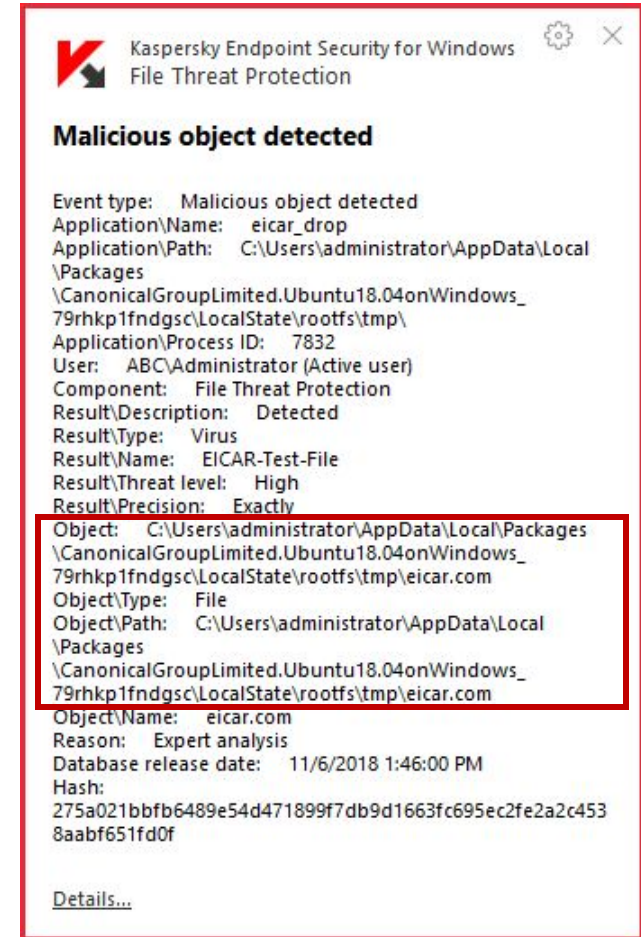 Kaspersky Endpoint Security for Windows
File Threat Protection
Malicious object detected
Event type: Malicious object detected
Application\Name: eicar_drop
Application\Path: C:\Users\administrator\AppData\Local
\Packages
\CanonicalGroupLimited.Ubuntu18.04onWindows_
79rhkp1fndgsc\LocalState\rootfs\tmp\
Application\Process ID: 7832
User: ABC\Administrator (Active user)
Component: File Threat Protection
Result\Description: Detected
Result\Type: Virus
Result\Name: EICAR-Test-File
Result\Threat level: High
Result\Precision: Exactly
Object: C:\Users\administrator\AppData\Local\Packages
\CanonicalGroupLimited.Ubuntu18.04onWindows_
79rhkp1fndgsc\LocalState\rootfs\tmp\eicar.com
Object\Type: File
Object\Path: C:\Users\administrator\AppData\Local
\Packages
\CanonicalGroupLimited.Ubuntu18.04onWindows_
79rhkp1fndgsc\LocalState\rootfs\tmp\eicar.com
Object\Name: eicar.com
Reason: Expert analysis
Database release date: 11/6/2018 1:46:00 PM
Hash:
275a021bbfb6489e54d471899f7db9d1663fc695ec2fe2a2c453
8aabf651fd0f
Details...